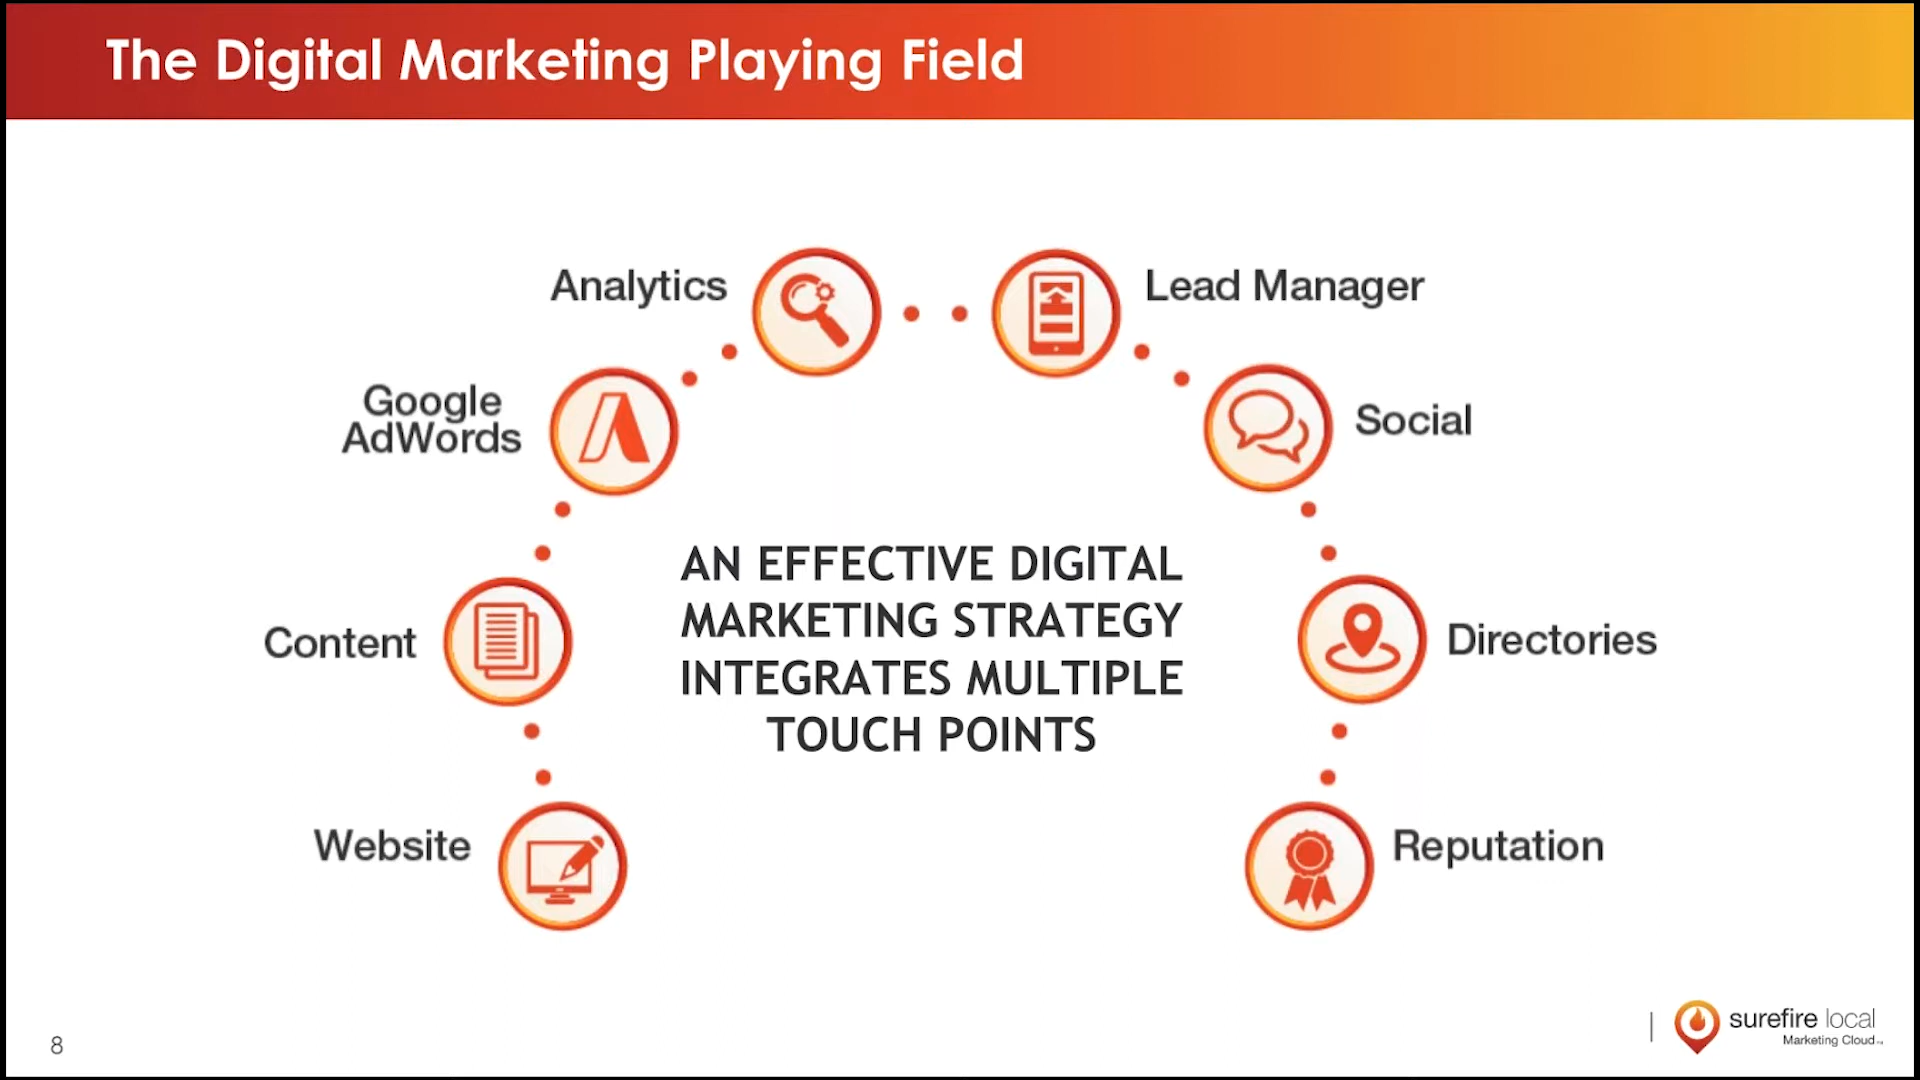 The Digital Marketing Playing Field
Analytics
Lead Manager
Google
AdWords
Social
AN EFFECTIVE DIGITAL
MARKETING STRATEGY
INTEGRATES MULTIPLE
TOUCH POINTS
Content
Directories
Website
Reputation
8
surefire local
Marketing Cloud